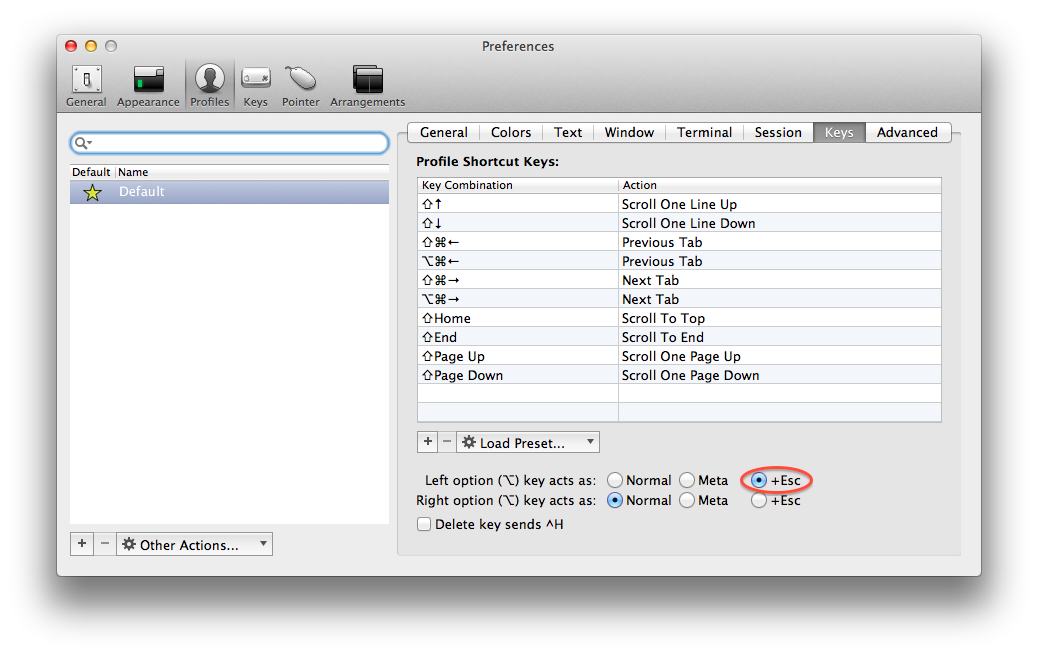 Preferences
General Appearance Profiles Keys Pointer Arrangements
General Colors Text Window Terminal Session Keys Advanced
Default Name
Default
Profile Shortcut Keys:
Key Combination Action
⇧↑ Scroll One Line Up
⇧↓ Scroll One Line Down
⇧⌘← Previous Tab
⌥⌘← Previous Tab
⇧⌘→ Next Tab
⌥⌘→ Next Tab
⇧Home Scroll To Top
⇧End Scroll To End
⇧Page Up Scroll One Page Up
⇧Page Down Scroll One Page Down
+ − Load Preset...
Left option (⌥) key acts as: Normal Meta +Esc
Right option (⌥) key acts as: Normal Meta +Esc
Delete key sends ^H
+ − Other Actions...